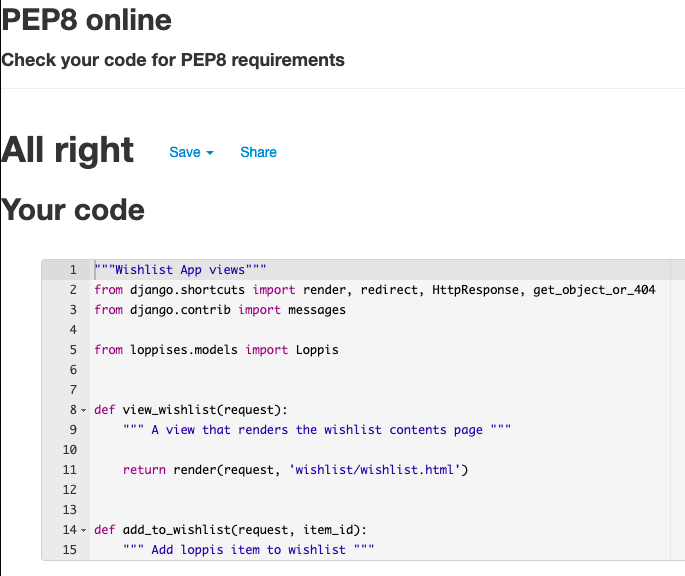 PEP8 online
Check your code for PEP8 requirements
All right Save Share
Your code
1 """Wishlist App views"""
2 from django.shortcuts import render, redirect, HttpResponse, get_object_or_404
3 from django.contrib import messages
4
5 from loppises.models import Loppis
6
7
8 def view_wishlist(request):
9     """ A view that renders the wishlist contents page """
10
11     return render(request, 'wishlist/wishlist.html')
12
13
14 def add_to_wishlist(request, item_id):
15     """ Add loppis item to wishlist """